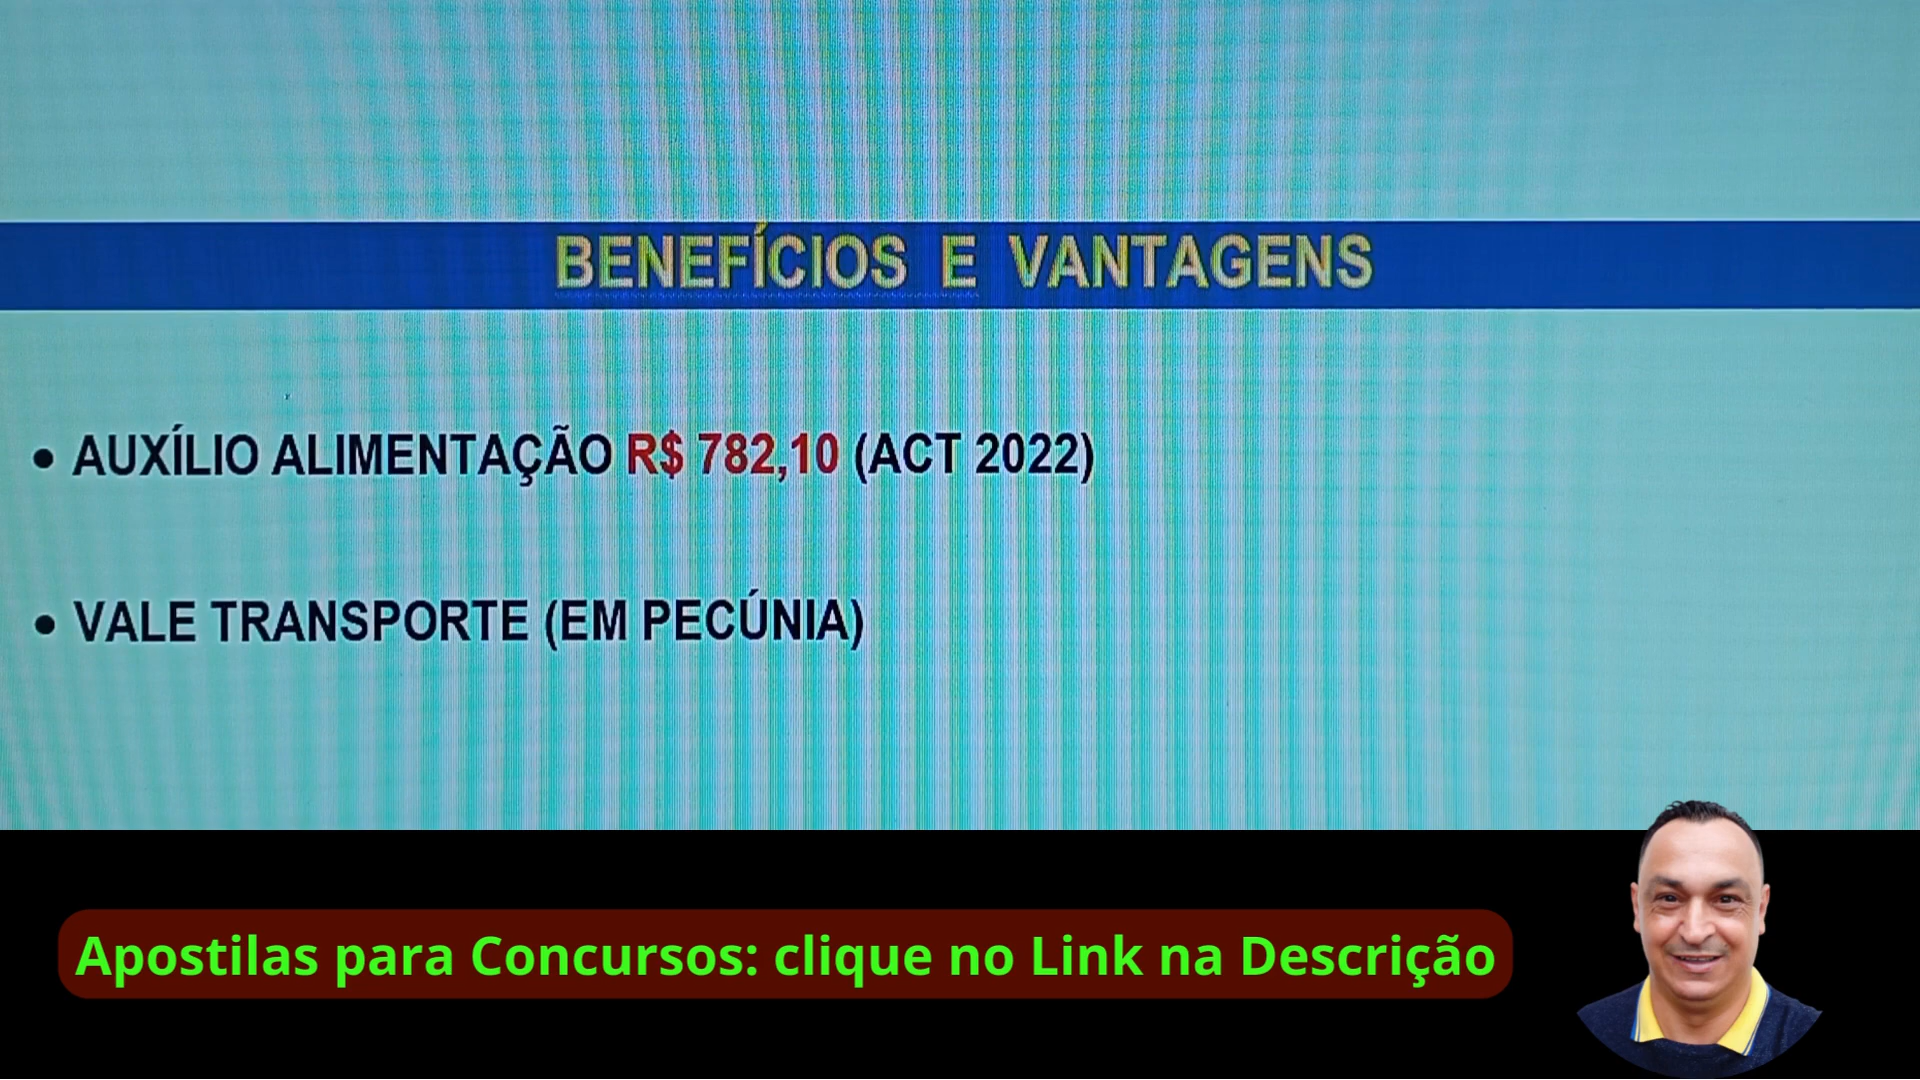 BENEFÍCIOS E VANTAGENS
• AUXÍLIO ALIMENTAÇÃO R$ 782,10 (ACT 2022)
• VALE TRANSPORTE (EM PECÚNIA)
Apostilas para Concursos: clique no Link na Descrição